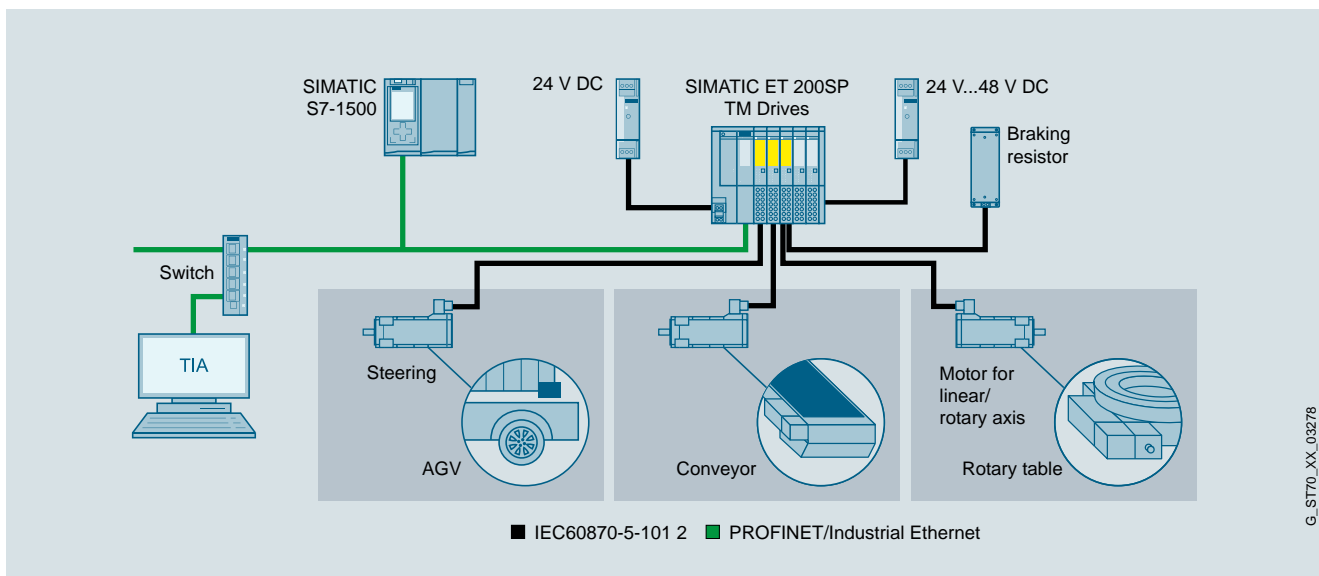 SIMATIC
S7-1500
24 V DC
SIMATIC ET 200SP
TM Drives
24 V...48 V DC
Braking
resistor
Switch
TIA
Steering
AGV
Conveyor
Motor for
linear/
rotary axis
Rotary table
IEC60870-5-101 2 PROFINET/Industrial Ethernet
G_ST70_XX_03278